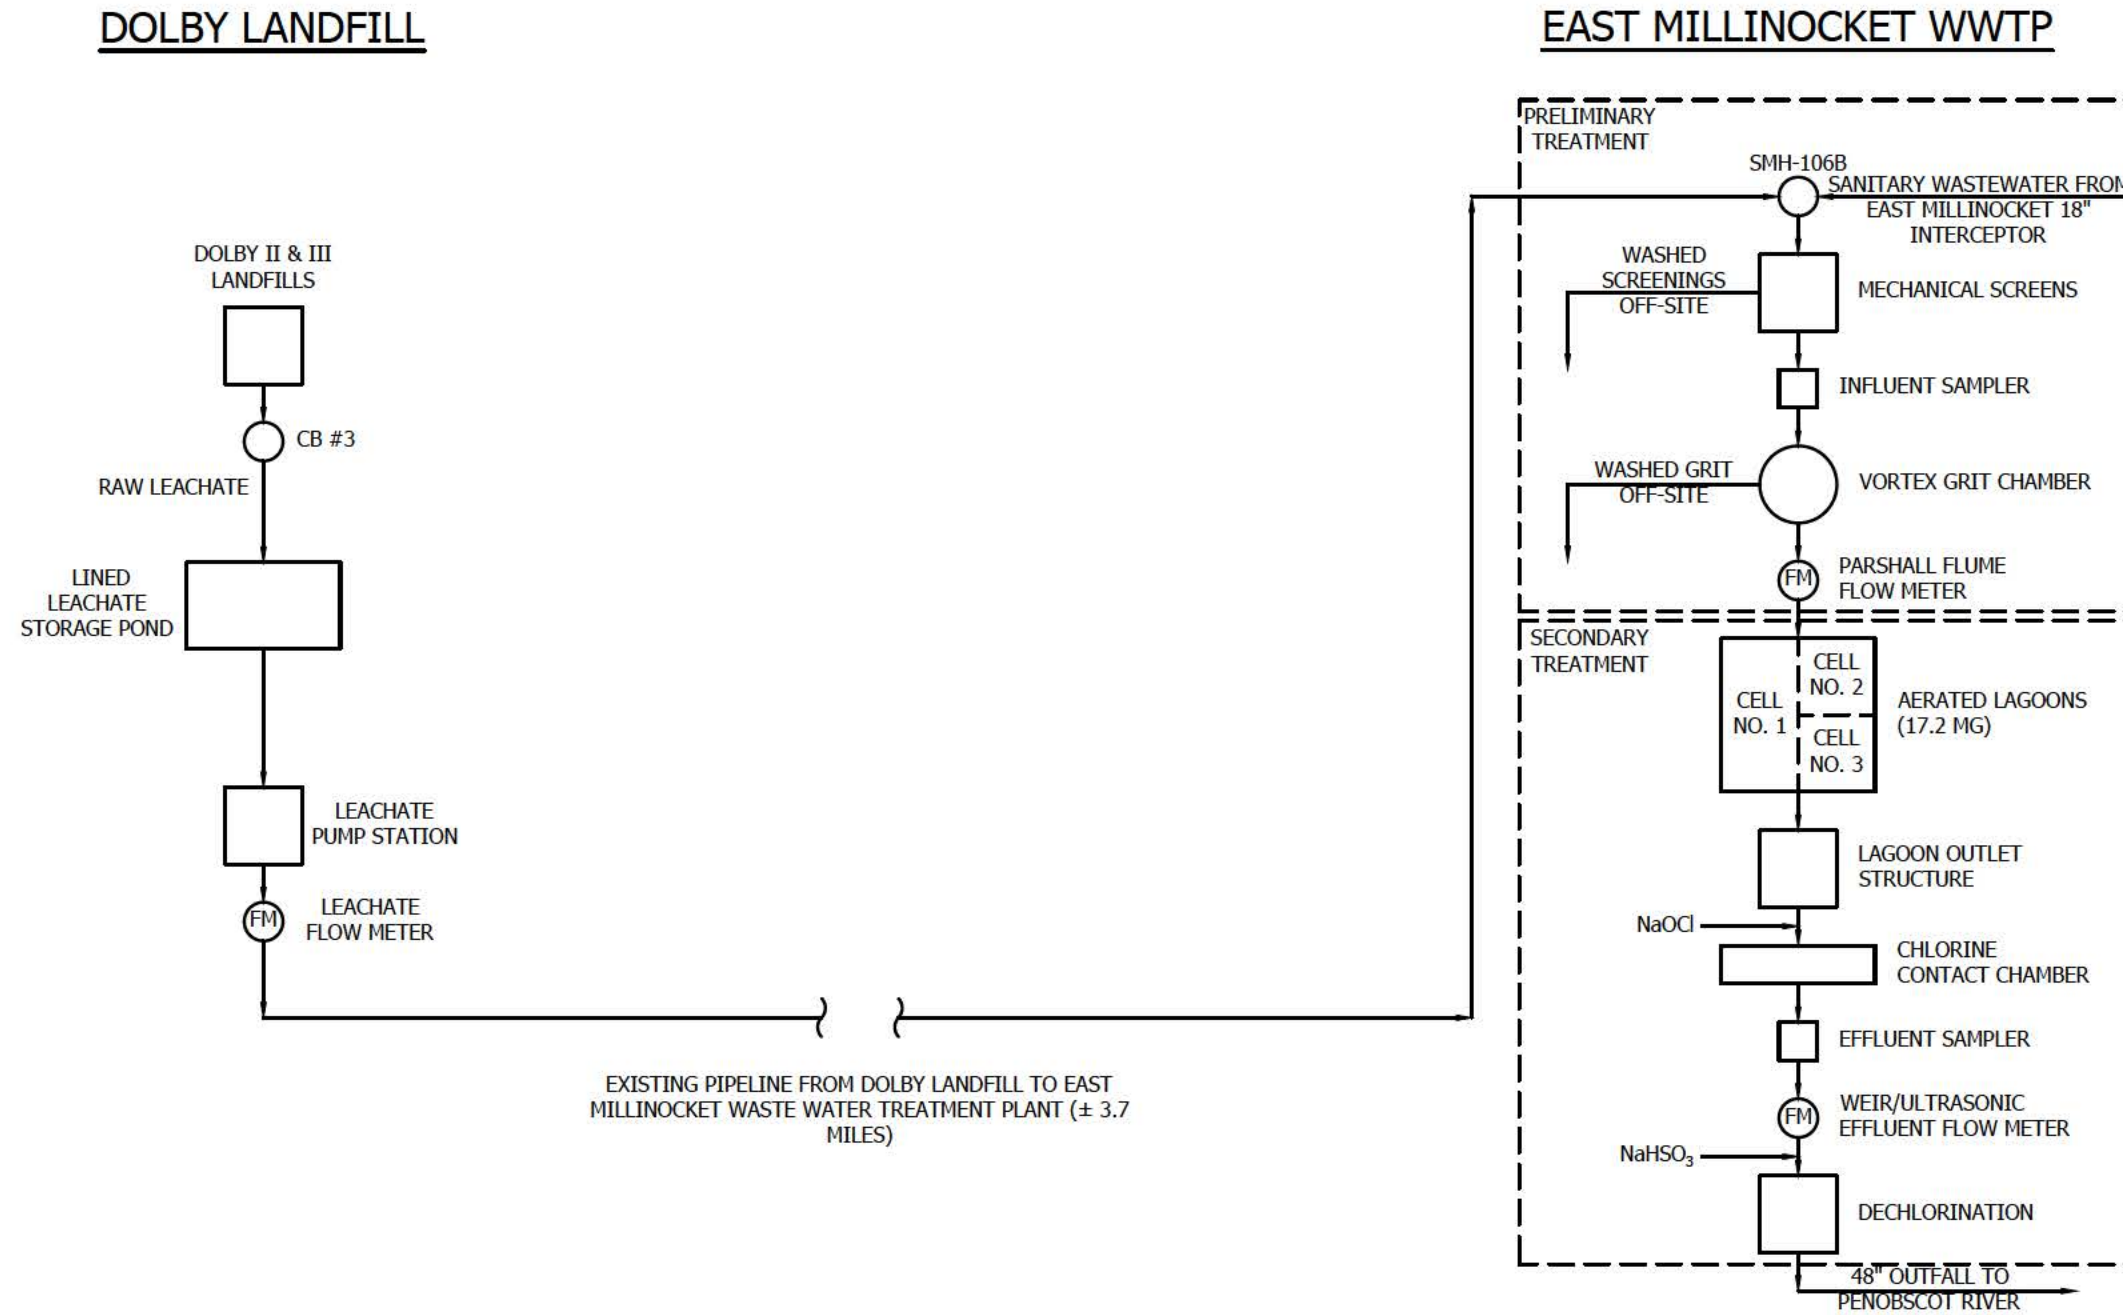 DOLBY LANDFILL
DOLBY II & III
LANDFILLS
CB #3
RAW LEACHATE
LINED
LEACHATE
STORAGE POND
LEACHATE
PUMP STATION
FM
LEACHATE
FLOW METER
EXISTING PIPELINE FROM DOLBY LANDFILL TO EAST
MILLINOCKET WASTE WATER TREATMENT PLANT (± 3.7
MILES)
EAST MILLINOCKET WWTP
PRELIMINARY
TREATMENT
SMH-106B
SANITARY WASTEWATER FROM
EAST MILLINOCKET 18"
INTERCEPTOR
WASHED
SCREENINGS
OFF-SITE
MECHANICAL SCREENS
INFLUENT SAMPLER
WASHED GRIT
OFF-SITE
VORTEX GRIT CHAMBER
FM
PARSHALL FLUME
FLOW METER
SECONDARY
TREATMENT
CELL
NO. 1
CELL
NO. 2
CELL
NO. 3
AERATED LAGOONS
(17.2 MG)
LAGOON OUTLET
STRUCTURE
NaOCl
CHLORINE
CONTACT CHAMBER
EFFLUENT SAMPLER
FM
WEIR/ULTRASONIC
EFFLUENT FLOW METER
NaHSO₃
DECHLORINATION
48" OUTFALL TO
PENOBSCOT RIVER